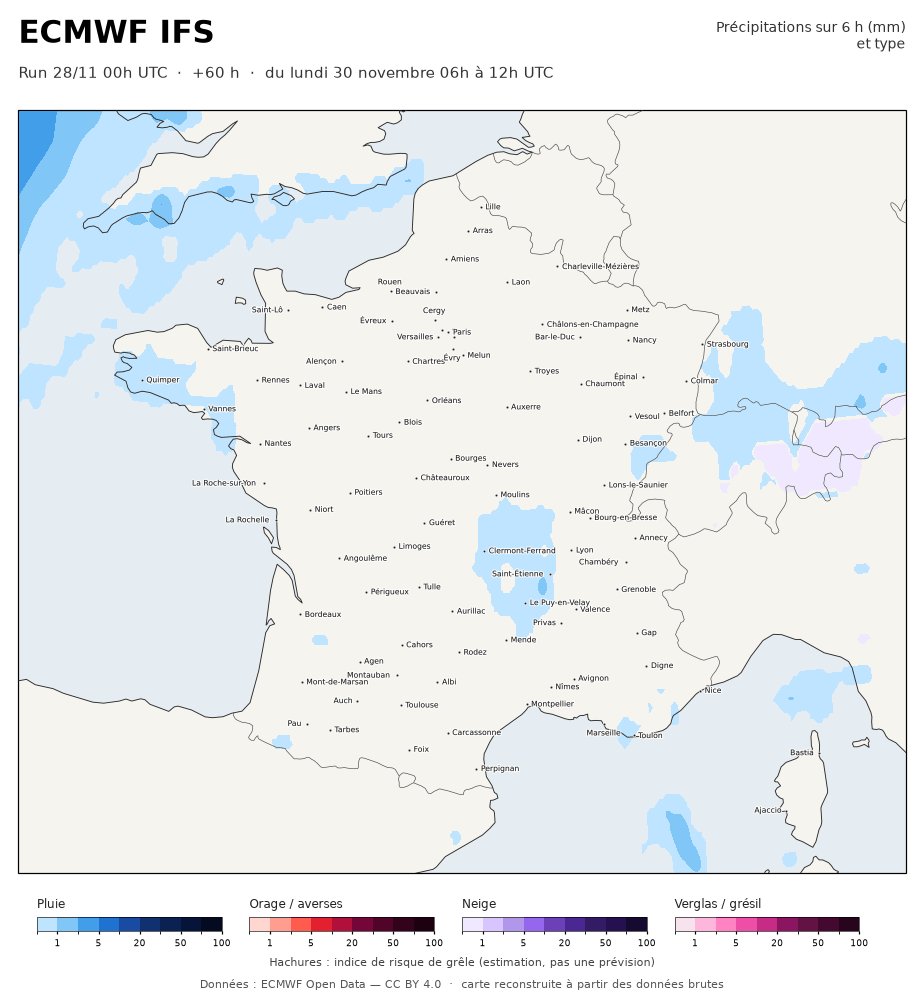 ECMWF IFS
Précipitations sur 6 h (mm)
et type
Run 28/11 00h UTC · +60 h · du lundi 30 novembre 06h à 12h UTC
Lille
Arras
Amiens
Charleville-Mézières
Rouen
Laon
Beauvais
Saint-Lô
Caen
Cergy
Metz
Évreux
Châlons-en-Champagne
Versailles
Paris
Bar-le-Duc
Nancy
Strasbourg
Saint-Brieuc
Évry
Melun
Alençon
Chartres
Troyes
Épinal
Quimper
Rennes
Laval
Chaumont
Colmar
Le Mans
Orléans
Auxerre
Vannes
Belfort
Vesoul
Blois
Angers
Tours
Dijon
Besançon
Nantes
Bourges
Nevers
Châteauroux
La Roche-sur-Yon
Lons-le-Saunier
Poitiers
Moulins
Niort
Mâcon
Bourg-en-Bresse
La Rochelle
Guéret
Annecy
Limoges
Clermont-Ferrand
Lyon
Angoulême
Chambéry
Saint-Étienne
Tulle
Grenoble
Périgueux
Le Puy-en-Velay
Valence
Aurillac
Bordeaux
Privas
Gap
Mende
Cahors
Rodez
Agen
Digne
Montauban
Mont-de-Marsan
Albi
Avignon
Nîmes
Nice
Auch
Toulouse
Montpellier
Pau
Tarbes
Carcassonne
Marseille
Toulon
Foix
Bastia
Perpignan
Ajaccio
Pluie
Orage / averses
Neige
Verglas / grésil
1 5 20 50 100
1 5 20 50 100
1 5 20 50 100
1 5 20 50 100
Hachures : indice de risque de grêle (estimation, pas une prévision)
Données : ECMWF Open Data — CC BY 4.0 · carte reconstruite à partir des données brutes